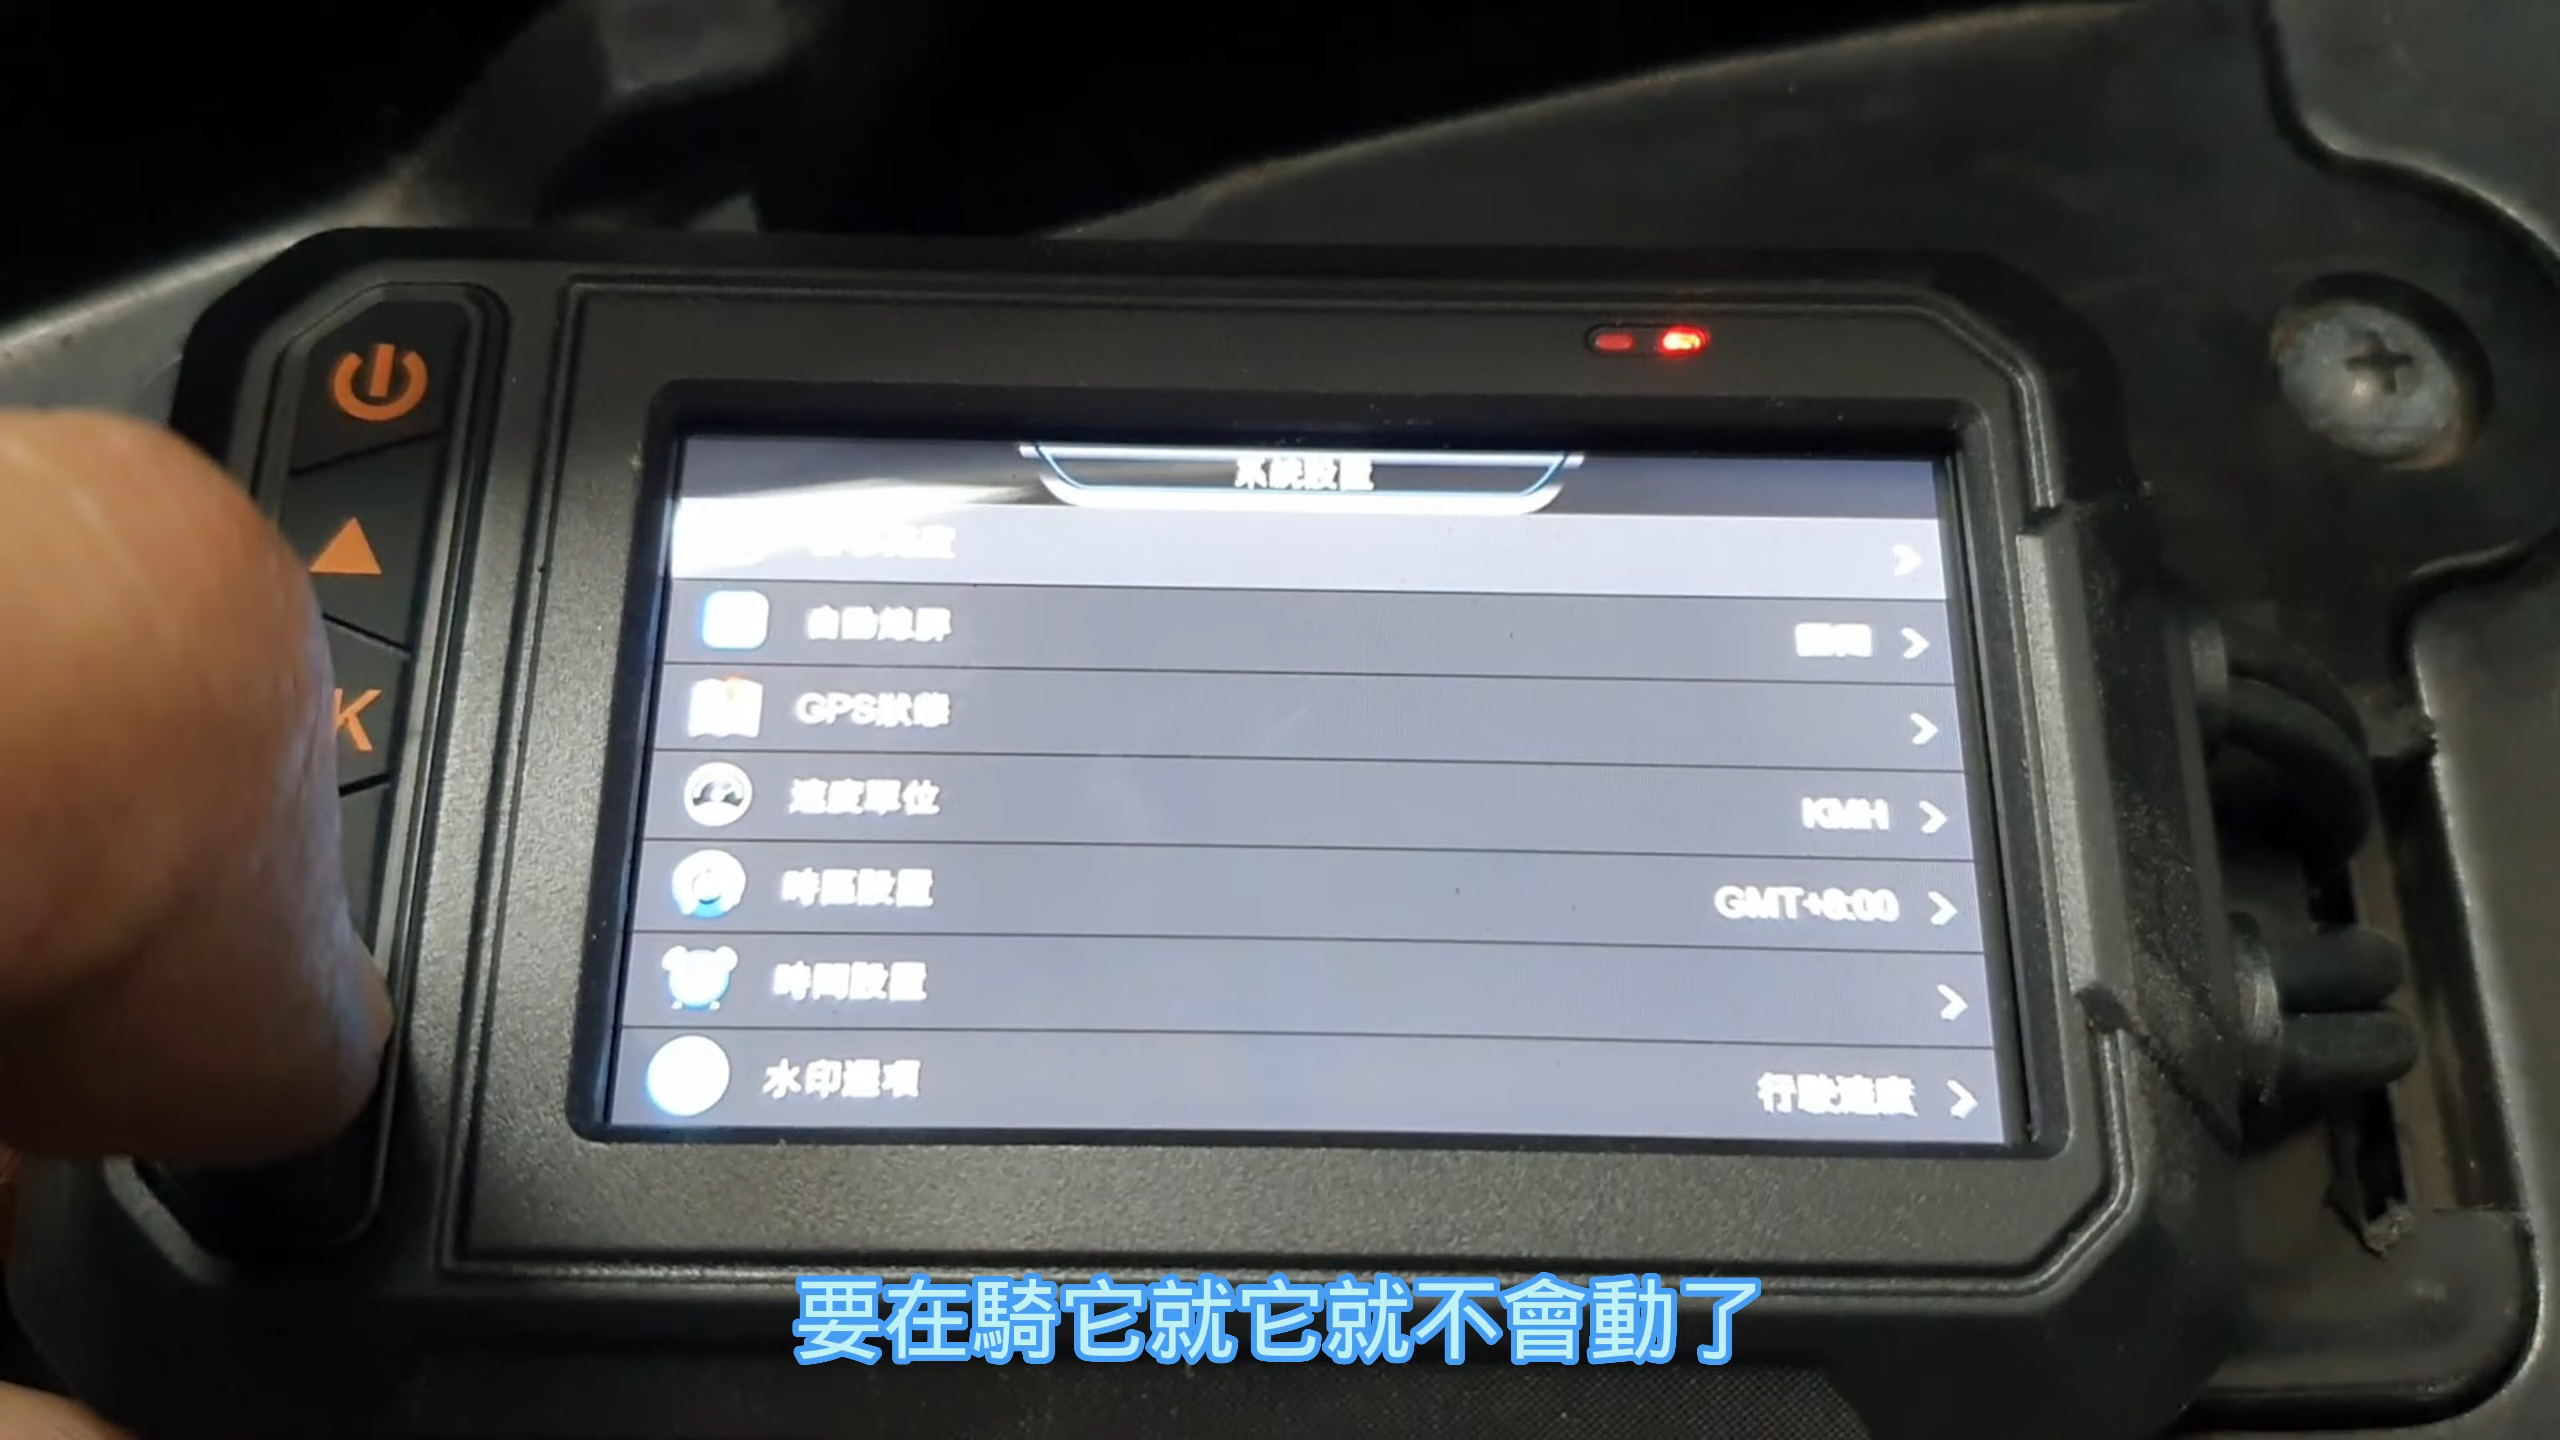 系統設置
自動熄屏
GPS狀態
速度單位
KMH
時區設置
GMT+8:00
時間設置
水印選項
行駛速度
K
要在騎它就它就不會動了